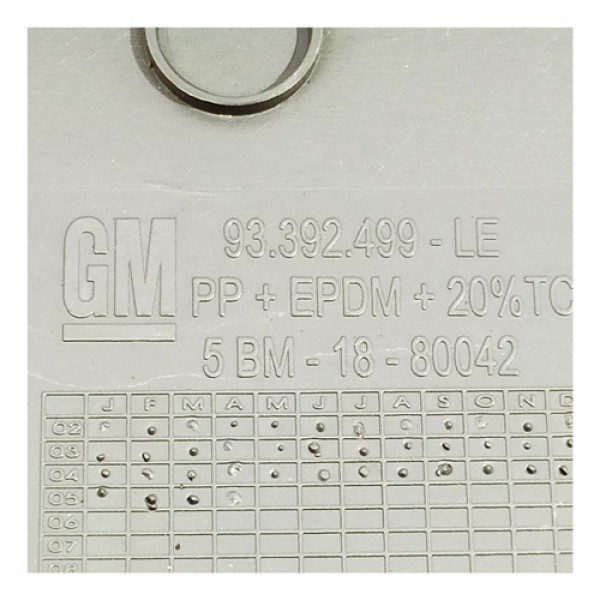 GM
93.392.499 - LE
PP + EPDM + 20%TC
5 BM - 18 - 80042
J F M A M J J A S O N D
02
03
04
05
06
07
08